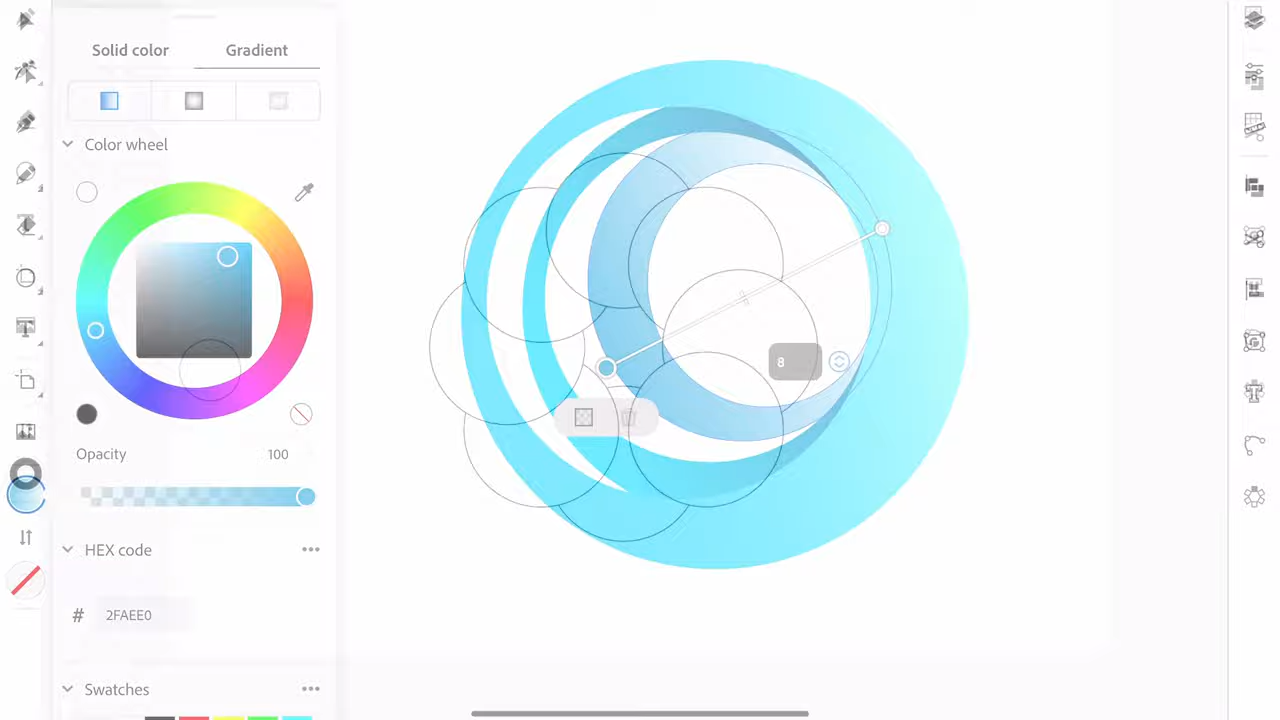 Solid color
Gradient
Color wheel
8
Opacity
100
HEX code
# 2FAEE0
Swatches